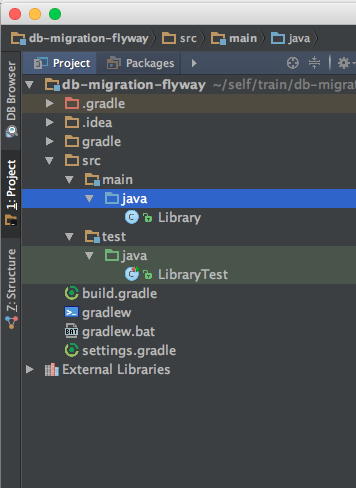 db-migration-flyway src main java
Project Packages
DB Browser
1: Project
Z: Structure
db-migration-flyway ~/self/train/db-migra
.gradle
.idea
gradle
src
main
java
C Library
test
java
C LibraryTest
build.gradle
gradlew
BAT gradlew.bat
settings.gradle
External Libraries